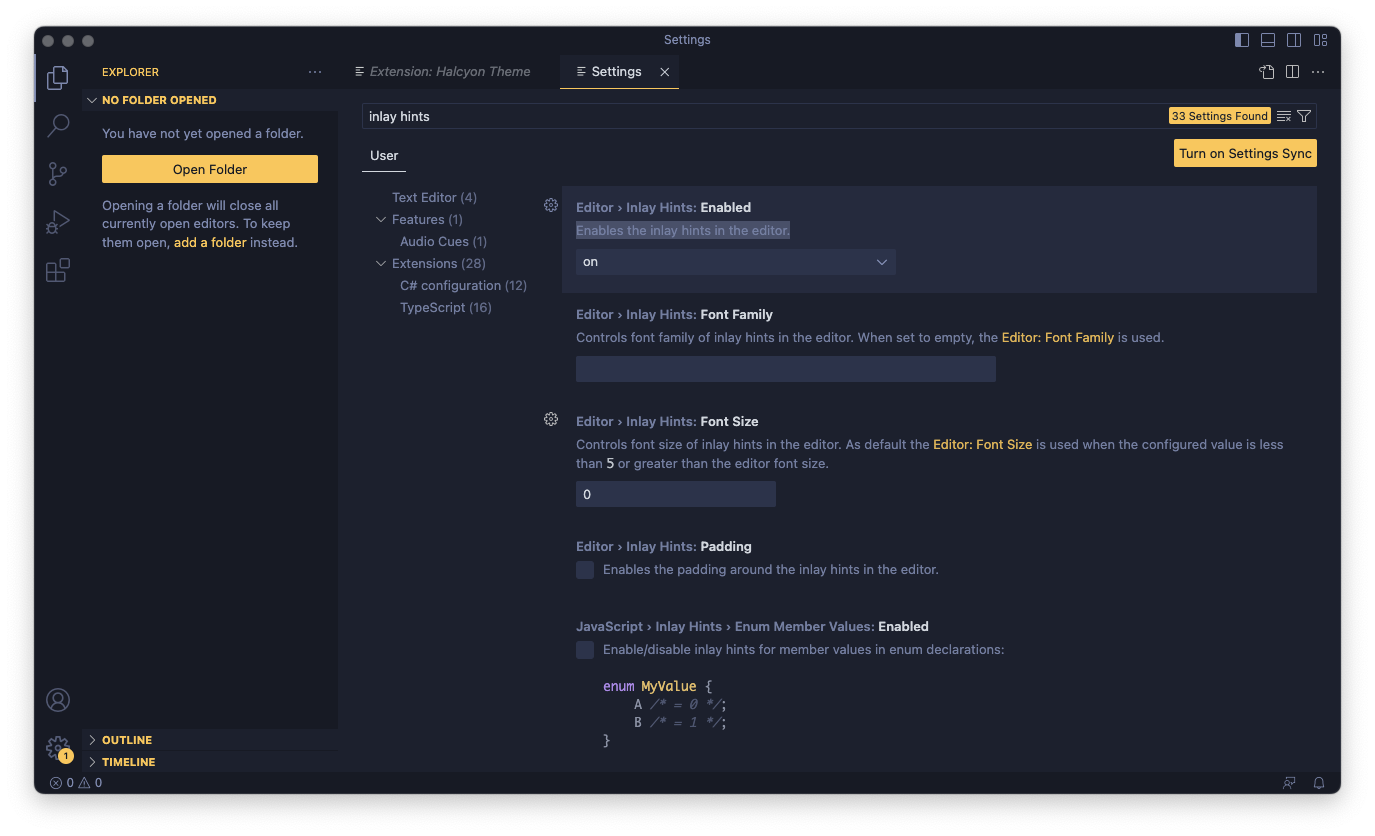 Settings
EXPLORER
Extension: Halcyon Theme
Settings
NO FOLDER OPENED
You have not yet opened a folder.
Open Folder
Opening a folder will close all
currently open editors. To keep
them open, add a folder instead.
inlay hints
33 Settings Found
User
Turn on Settings Sync
Text Editor (4)
Features (1)
Audio Cues (1)
Extensions (28)
C# configuration (12)
TypeScript (16)
Editor › Inlay Hints: Enabled
Enables the inlay hints in the editor.
on
Editor › Inlay Hints: Font Family
Controls font family of inlay hints in the editor. When set to empty, the Editor: Font Family is used.
Editor › Inlay Hints: Font Size
Controls font size of inlay hints in the editor. As default the Editor: Font Size is used when the configured value is less
than 5 or greater than the editor font size.
0
Editor › Inlay Hints: Padding
Enables the padding around the inlay hints in the editor.
JavaScript › Inlay Hints › Enum Member Values: Enabled
Enable/disable inlay hints for member values in enum declarations:
enum MyValue {
A /* = 0 */;
B /* = 1 */;
}
1
OUTLINE
TIMELINE
0 0